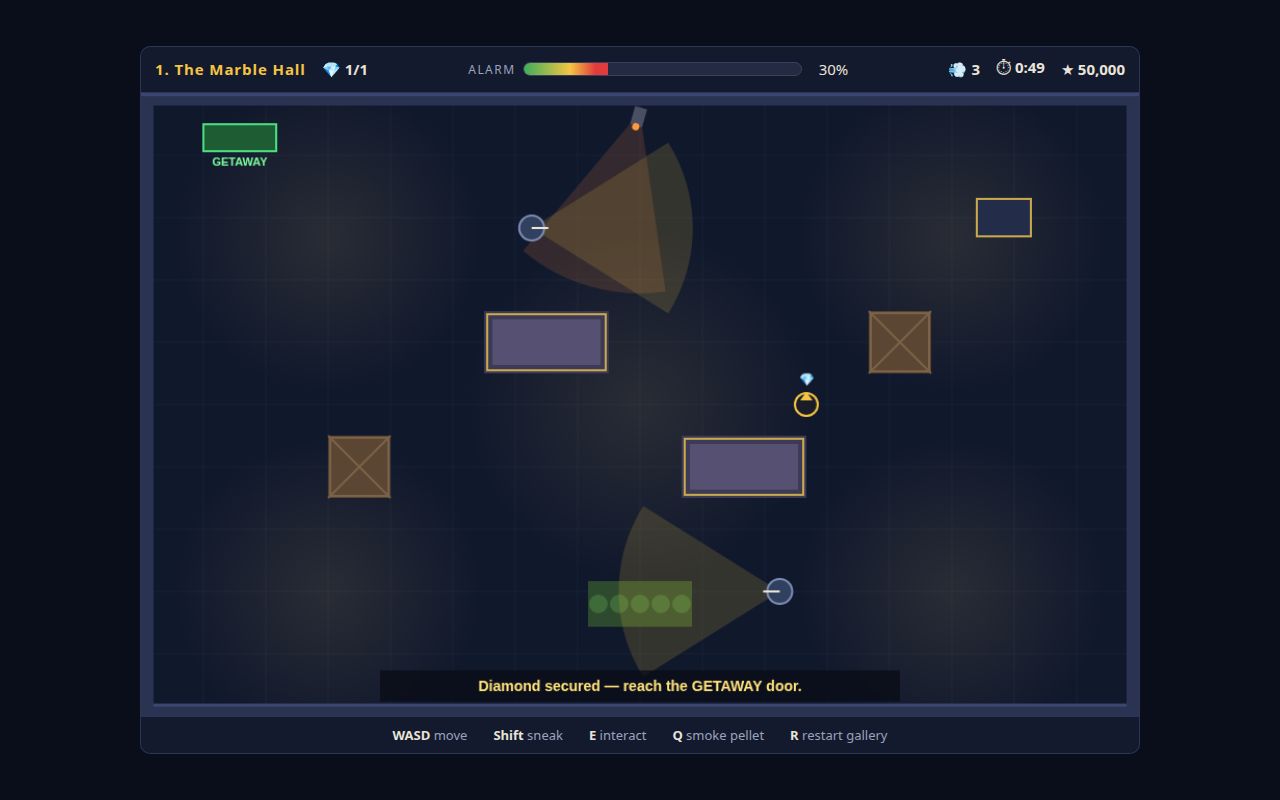 1. The Marble Hall 💎 1/1 ALARM 30% 💨 3 ⏱ 0:49 ★ 50,000
GETAWAY
Diamond secured — reach the GETAWAY door.
WASD move Shift sneak E interact Q smoke pellet R restart gallery